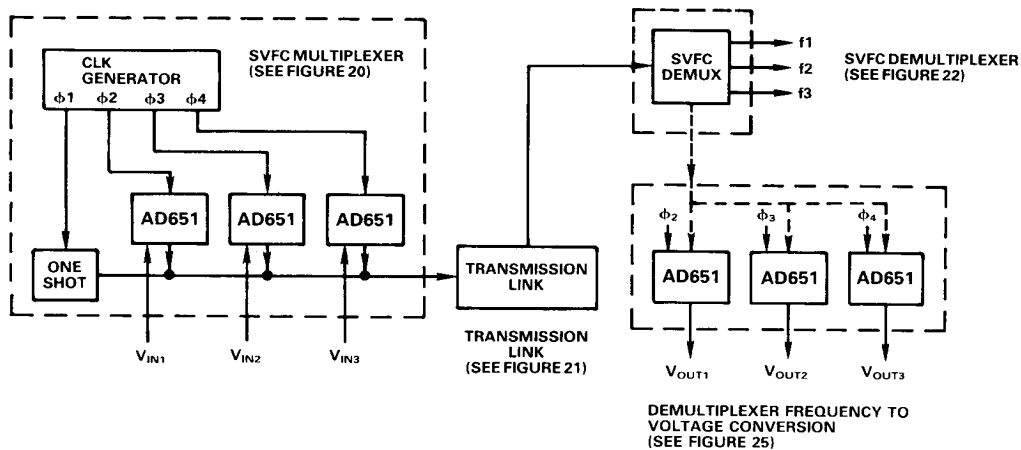 SVFC MULTIPLEXER
(SEE FIGURE 20)
CLK
GENERATOR
ϕ1 ϕ2 ϕ3 ϕ4
AD651
AD651
AD651
ONE
SHOT
VIN1
VIN2
VIN3
TRANSMISSION
LINK
TRANSMISSION
LINK
(SEE FIGURE 21)
SVFC
DEMUX
f1
f2
f3
SVFC DEMULTIPLEXER
(SEE FIGURE 22)
ϕ2
ϕ3
ϕ4
AD651
AD651
AD651
VOUT1
VOUT2
VOUT3
DEMULTIPLEXER FREQUENCY TO
VOLTAGE CONVERSION
(SEE FIGURE 25)